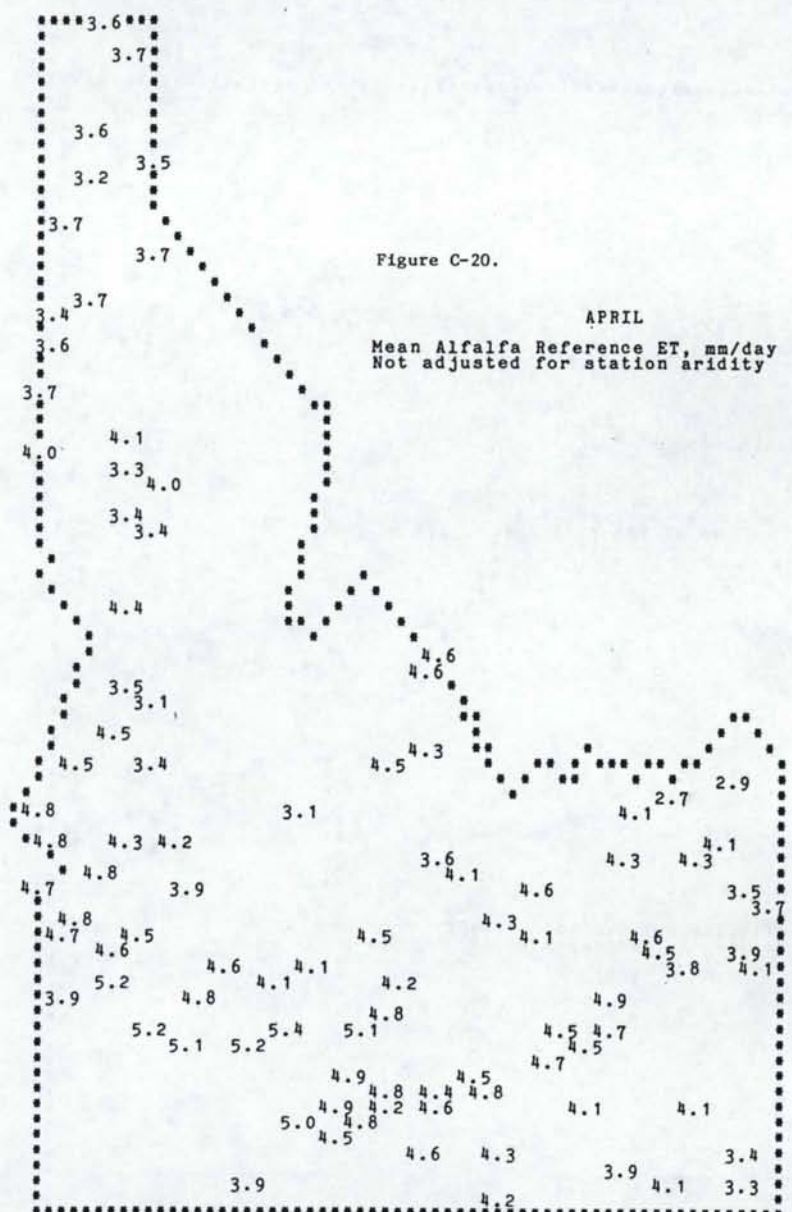 3.6
3.7
3.6
3.5
3.2
3.7
3.7
Figure C-20.
3.7
3.4
APRIL
3.6
Mean Alfalfa Reference ET, mm/day
Not adjusted for station aridity
3.7
4.1
4.0
3.3
4.0
3.4
3.4
4.4
4.6
4.6
3.5
3.1
4.5
4.3
4.5 3.4 4.5
2.9
2.7
4.8 3.1 4.1
4.8 4.3 4.2 4.1
3.6 4.3 4.3
4.8 4.1
4.7 3.9 4.6 3.5
3.7
4.8 4.3
4.7 4.5 4.5 4.1 4.6
4.6 4.5 3.9
4.6 4.1 3.8 4.1
5.2 4.1 4.2
3.9 4.8 4.9
4.8
5.2 5.4 5.1 4.5 4.7
5.1 5.2 4.5
4.7
4.9 4.5
4.8 4.4 4.8
4.9 4.2 4.6 4.1 4.1
5.0 4.8
4.5
4.6 4.3 3.4
3.9
3.9 4.1 3.3
4.2